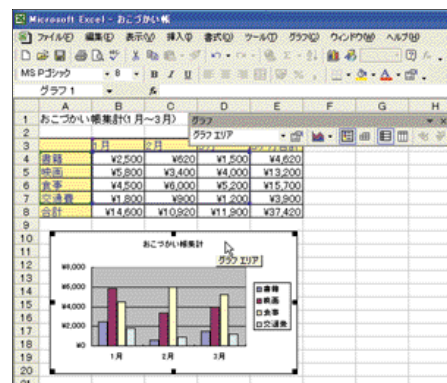 Microsoft Excel - おこづかい帳
ファイル(F) 編集(E) 表示(V) 挿入(I) 書式(O) ツール(T) グラフ(C) ウィンドウ(W) ヘルプ(H)
MS Pゴシック 8 B I U
グラフ 1 fx
A B C D E F G H
1 おこづかい帳集計(1月～3月)
グラフ
グラフ エリア
2
3 1月 2月
4 書籍 ¥2,500 ¥620 ¥1,500 ¥4,620
5 映画 ¥5,800 ¥3,400 ¥4,000 ¥13,200
6 食事 ¥4,500 ¥6,000 ¥5,200 ¥15,700
7 交通費 ¥1,800 ¥900 ¥1,200 ¥3,900
8 合計 ¥14,600 ¥10,920 ¥11,900 ¥37,420
9
10
11
12
13
14
15
16
17
18
19
20
おこづかい帳集計
グラフ エリア
¥8,000
¥6,000
¥4,000
¥2,000
¥0
1月 2月 3月
書籍
映画
食事
交通費